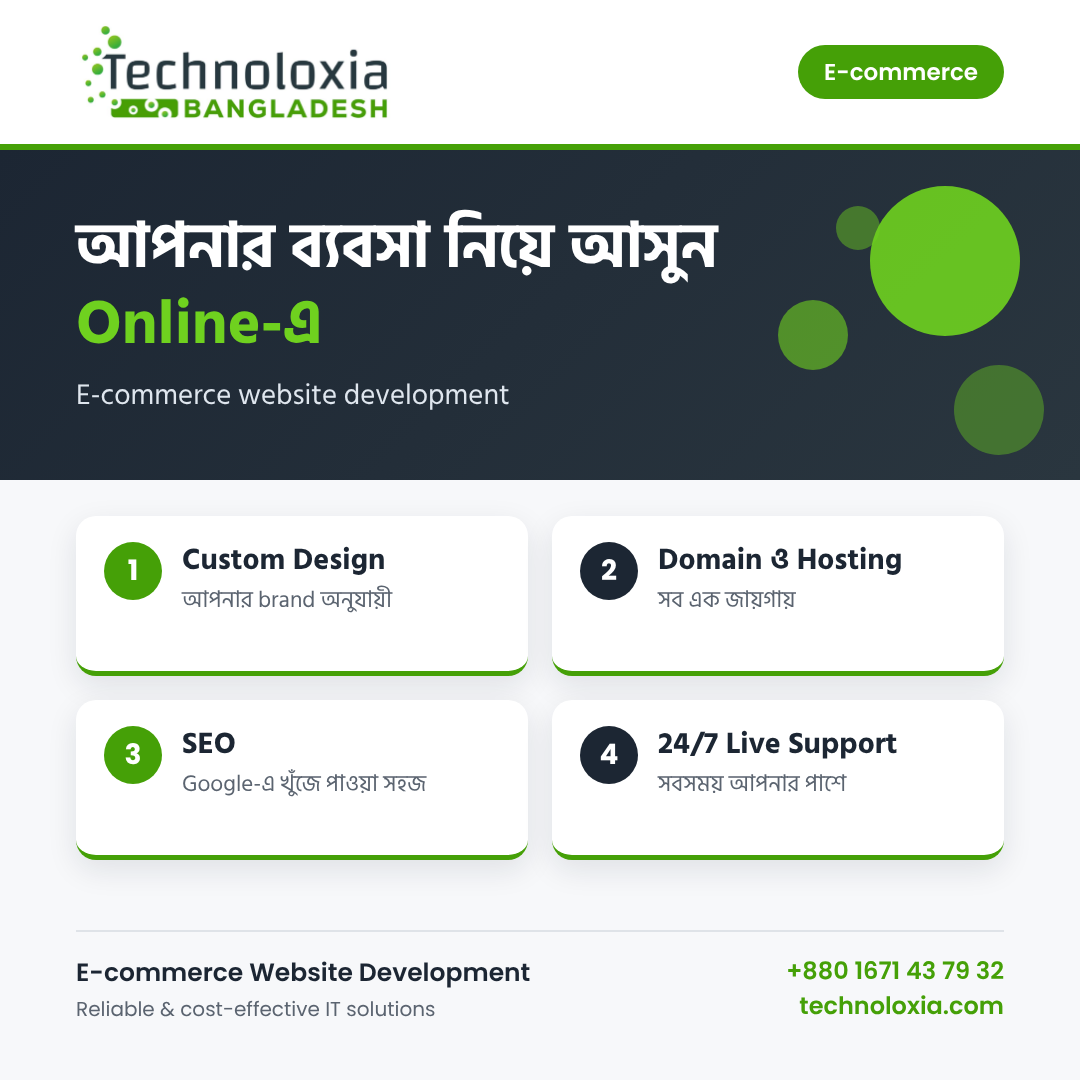 Technoloxia
BANGLADESH
E-commerce
আপনার ব্যবসা নিয়ে আসুন
Online-এ
E-commerce website development
1
Custom Design
আপনার brand অনুযায়ী
2
Domain ও Hosting
সব এক জায়গায়
3
SEO
Google-এ খুঁজে পাওয়া সহজ
4
24/7 Live Support
সবসময় আপনার পাশে
E-commerce Website Development
Reliable & cost-effective IT solutions
+880 1671 43 79 32
technoloxia.com